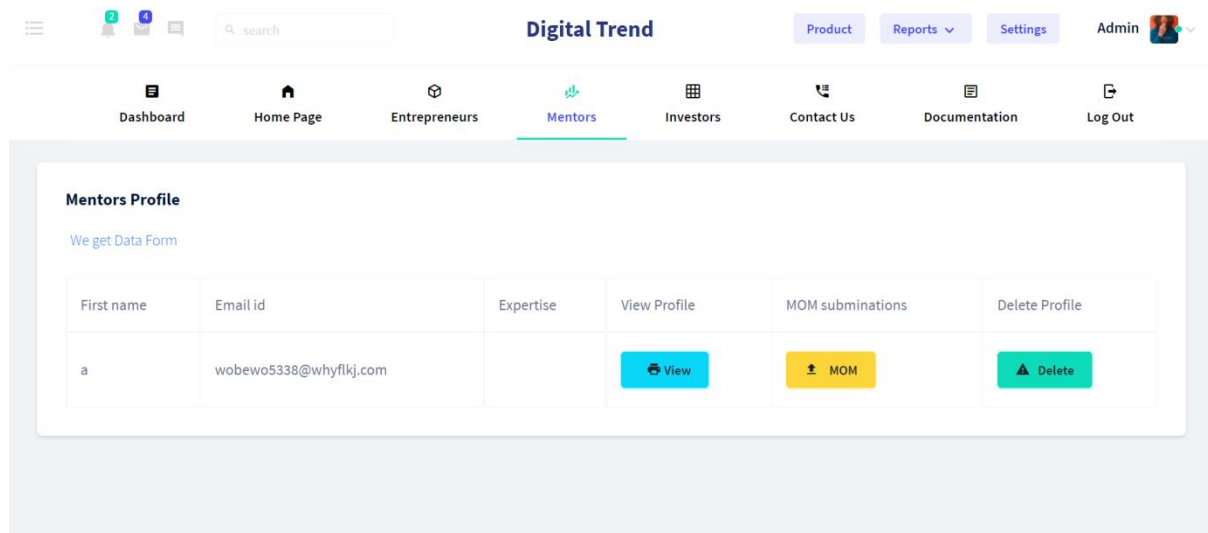 2 4 search Digital Trend Product Reports Settings Admin
Dashboard Home Page Entrepreneurs Mentors Investors Contact Us Documentation Log Out
Mentors Profile
We get Data Form
First name Email id Expertise View Profile MOM subminations Delete Profile
a wobewo5338@whyflkj.com View MOM Delete